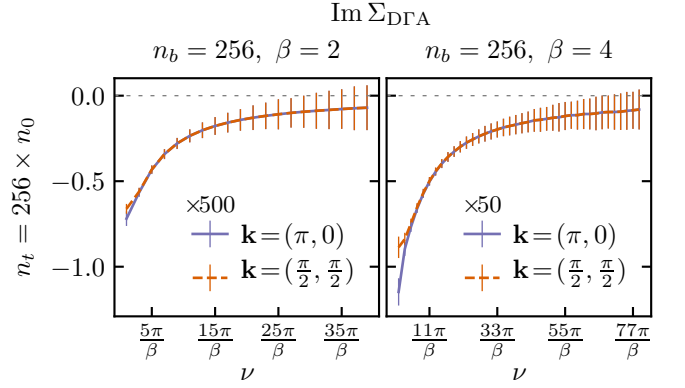 Im Σ_DΓA
n_b = 256, β = 2
n_b = 256, β = 4
n_t = 256 × n_0
0.0
−0.5
−1.0
×500
k=(π, 0)
k=(π/2, π/2)
×50
k=(π, 0)
k=(π/2, π/2)
5π/β
15π/β
25π/β
35π/β
11π/β
33π/β
55π/β
77π/β
ν
ν